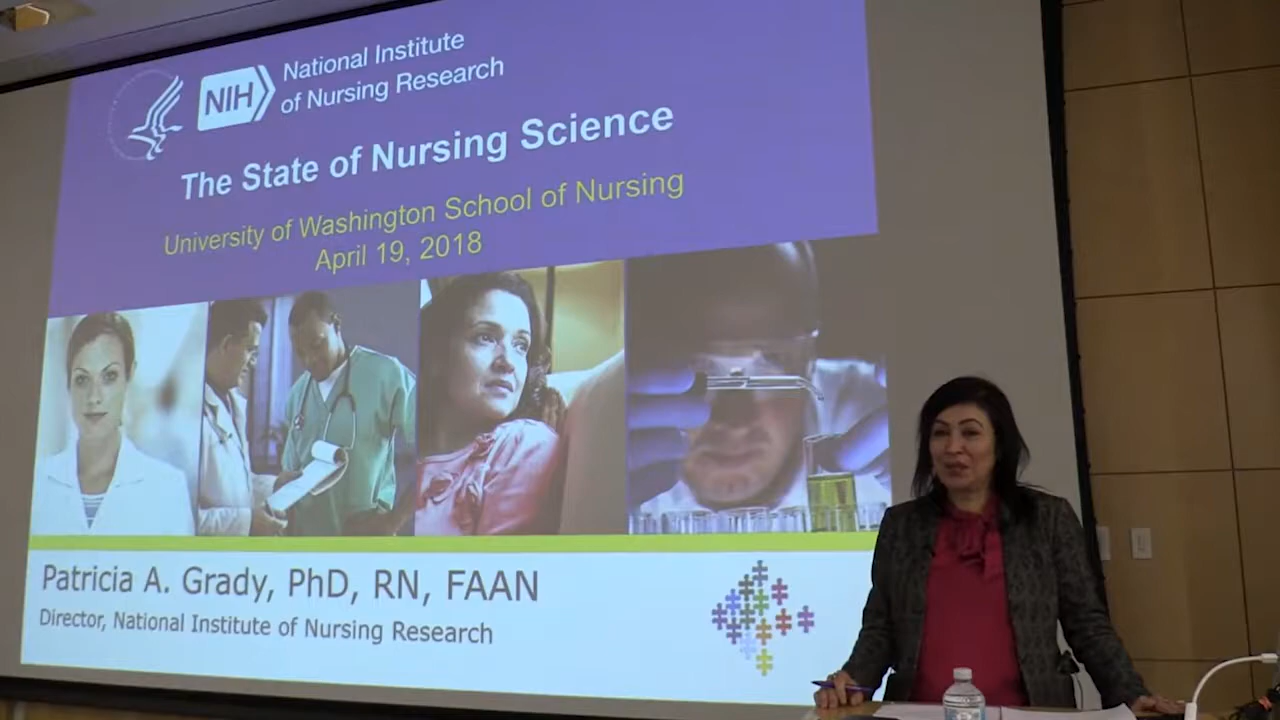 NIH
National Institute
of Nursing Research
The State of Nursing Science
University of Washington School of Nursing
April 19, 2018
Patricia A. Grady, PhD, RN, FAAN
Director, National Institute of Nursing Research